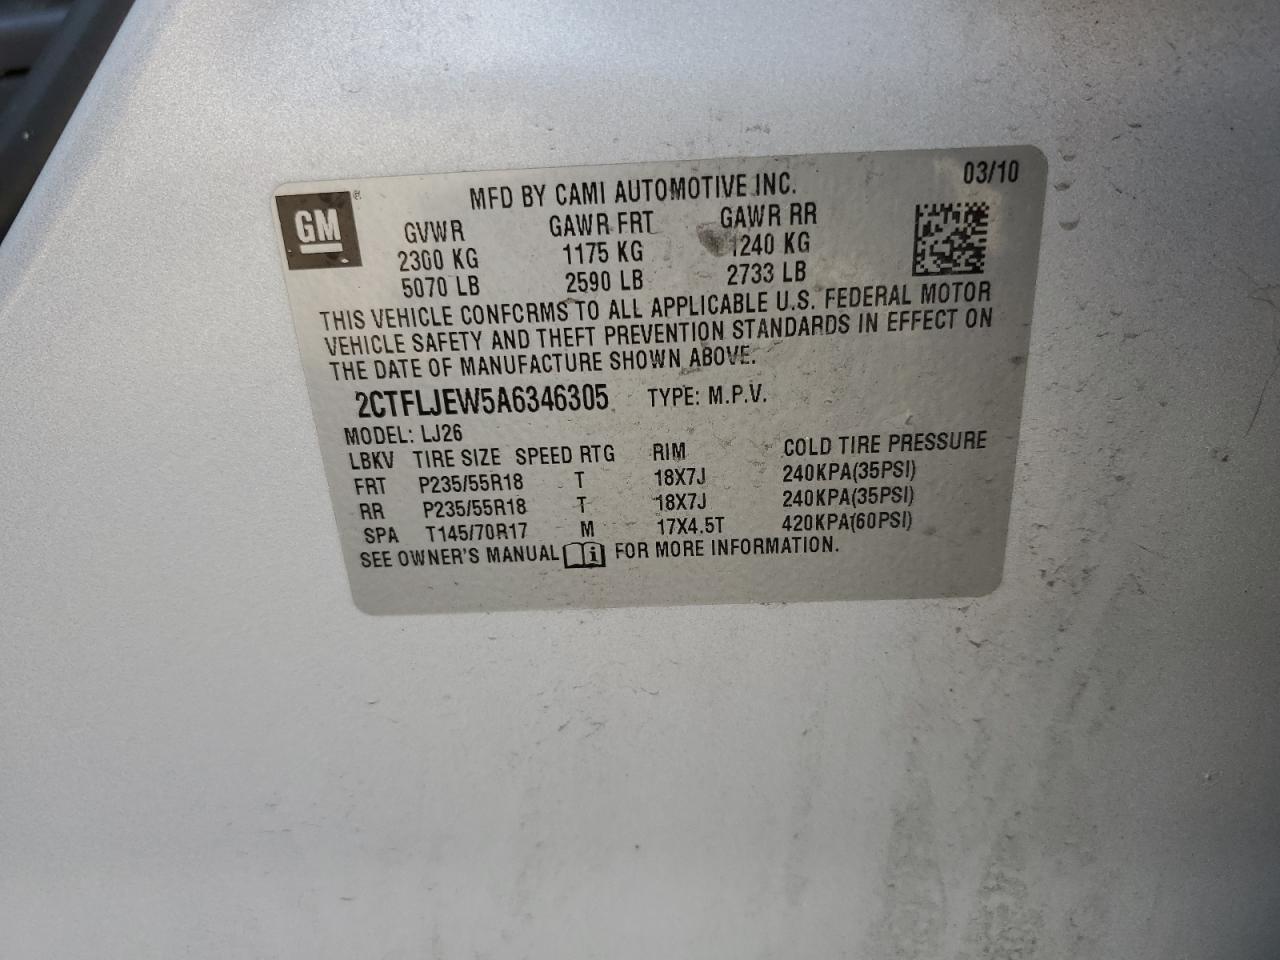 GM ®
MFD BY CAMI AUTOMOTIVE INC. 03/10
GVWR GAWR FRT GAWR RR
2300 KG 1175 KG 1240 KG
5070 LB 2590 LB 2733 LB
THIS VEHICLE CONFORMS TO ALL APPLICABLE U.S. FEDERAL MOTOR
VEHICLE SAFETY AND THEFT PREVENTION STANDARDS IN EFFECT ON
THE DATE OF MANUFACTURE SHOWN ABOVE.
2CTFLJEW5A6346305 TYPE: M.P.V.
MODEL: LJ26
LBKV TIRE SIZE SPEED RTG RIM COLD TIRE PRESSURE
FRT P235/55R18 T 18X7J 240KPA(35PSI)
RR P235/55R18 T 18X7J 240KPA(35PSI)
SPA T145/70R17 M 17X4.5T 420KPA(60PSI)
SEE OWNER'S MANUAL i FOR MORE INFORMATION.